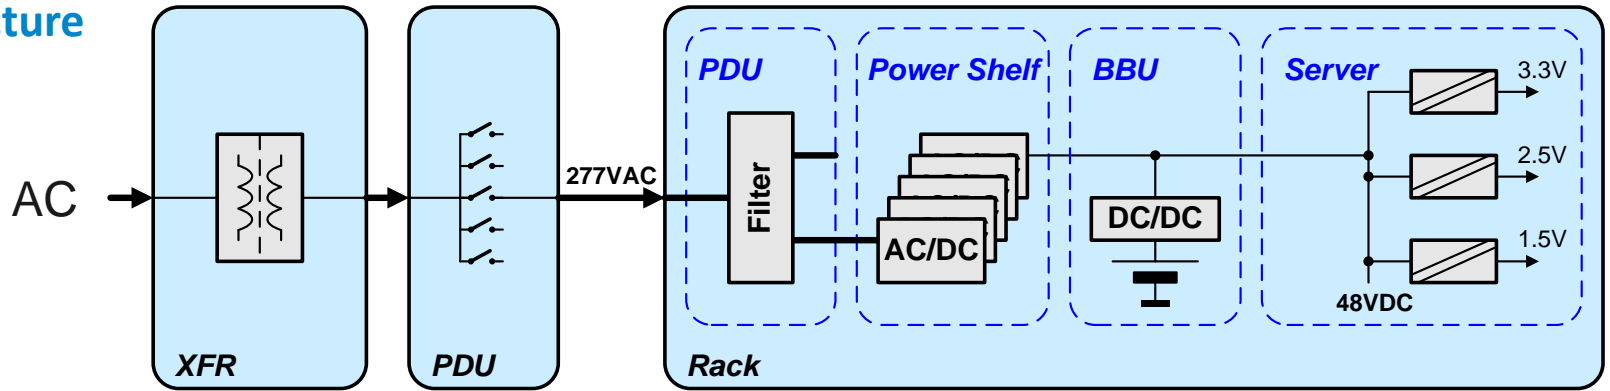 cture
PDU
Power Shelf
BBU
Server
3.3V
277VAC
2.5V
AC
Filter
DC/DC
AC/DC
1.5V
48VDC
XFR
PDU
Rack